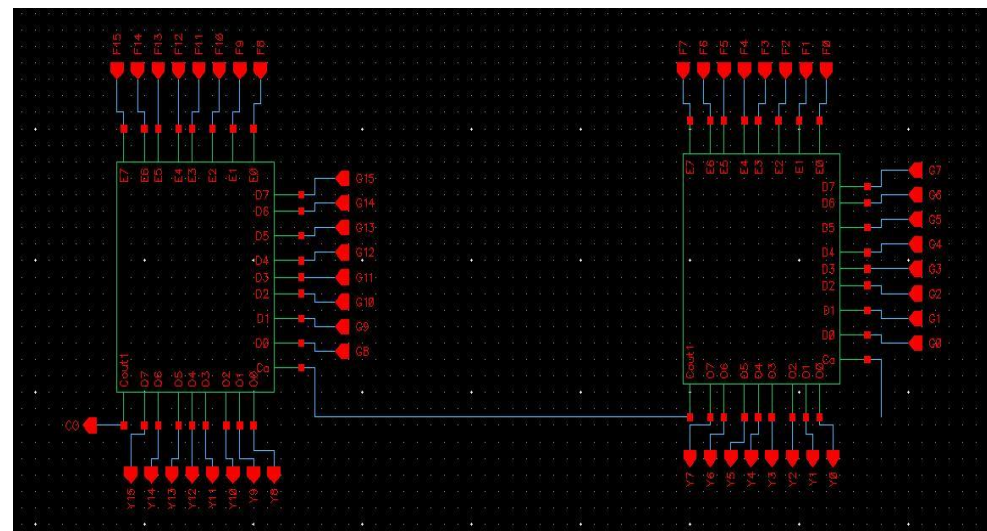 F15 F14 F13 F12 F11 F10 F9 F8
F7 F6 F5 F4 F3 F2 F1 F0
E7 E6 E5 E4 E3 E2 E1 E0
E7 E6 E5 E4 E3 E2 E1 E0
D7 G15
D6 G14
D5 G13
D4 G12
D3 G11
D2 G10
D1 G9
D0 G8
Ca
D7 G7
D6 G6
D5 G5
D4 G4
D3 G3
D2 G2
D1 G1
D0 G0
Ca
Cout1 O7 O6 O5 O4 O3 O2 O1 O0
Cout1 O7 O6 O5 O4 O3 O2 O1 O0
CO
Y15 Y14 Y13 Y12 Y11 Y10 Y9 Y8
Y7 Y6 Y5 Y4 Y3 Y2 Y1 Y0